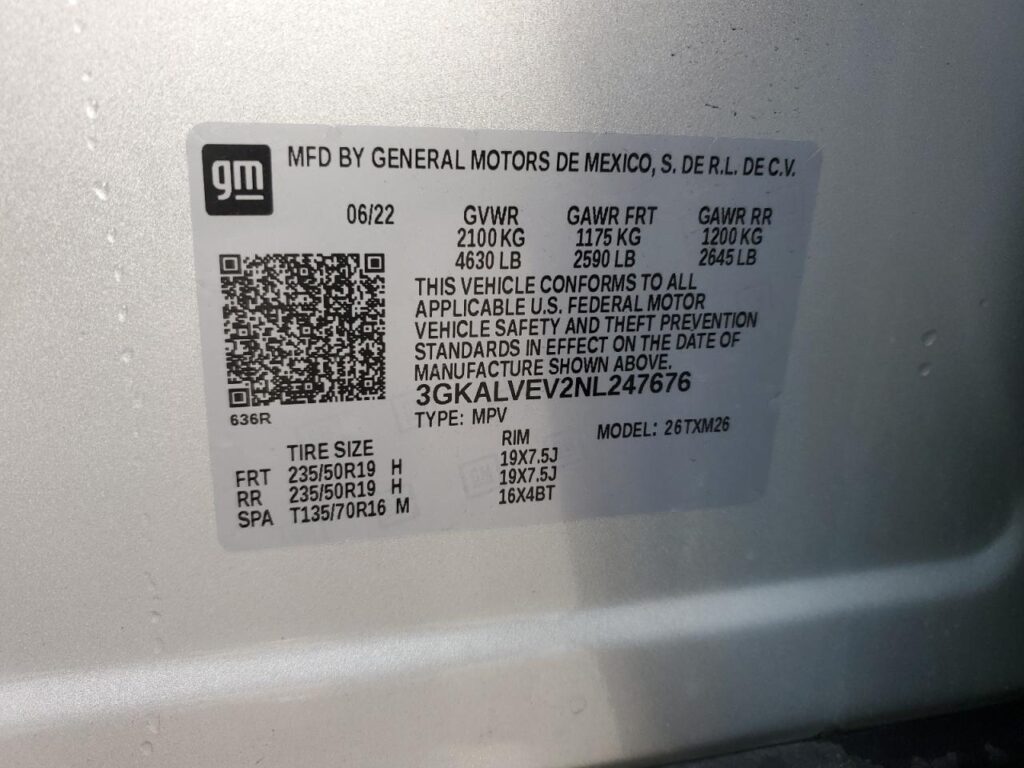 gm
MFD BY GENERAL MOTORS DE MEXICO, S. DE R.L. DE C.V.
06/22 GVWR GAWR FRT GAWR RR
2100 KG 1175 KG 1200 KG
4630 LB 2590 LB 2645 LB
THIS VEHICLE CONFORMS TO ALL
APPLICABLE U.S. FEDERAL MOTOR
VEHICLE SAFETY AND THEFT PREVENTION
STANDARDS IN EFFECT ON THE DATE OF
MANUFACTURE SHOWN ABOVE.
3GKALVEV2NL247676
636R
TYPE: MPV MODEL: 26TXM26
TIRE SIZE RIM
FRT 235/50R19 H 19X7.5J
RR 235/50R19 H 19X7.5J
SPA T135/70R16 M 16X4BT